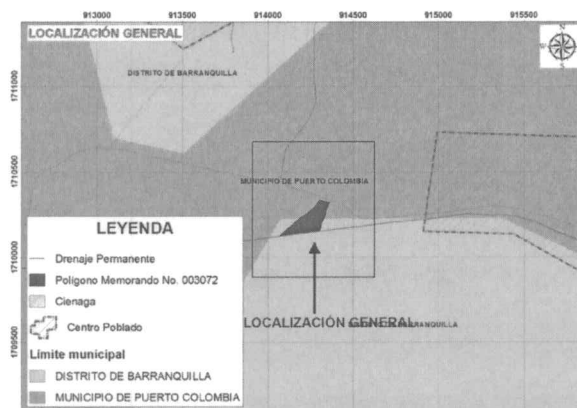 913000 913500 914000 914500 915000 915500
LOCALIZACIÓN GENERAL
DISTRITO DE BARRANQUILLA
1711000
1710500
MUNICIPIO DE PUERTO COLOMBIA
1710000
1709500
LEYENDA
Drenaje Permanente
Polígono Memorando No. 003072
Cienaga
Centro Poblado
Límite municipal
DISTRITO DE BARRANQUILLA
MUNICIPIO DE PUERTO COLOMBIA
LOCALIZACIÓN GENERAL
BARRANQUILLA